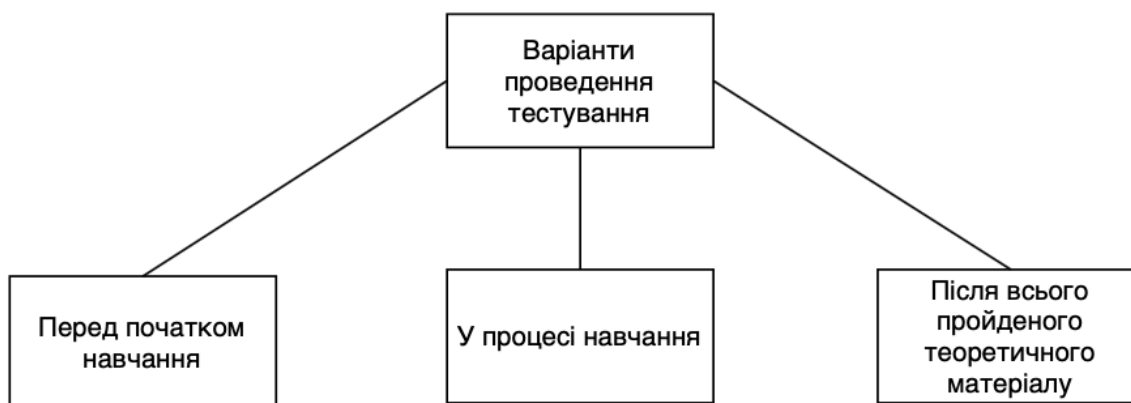 Варіанти
проведення
тестування
Перед початком
навчання
У процесі навчання
Після всього
пройденого
теоретичного
матеріалу